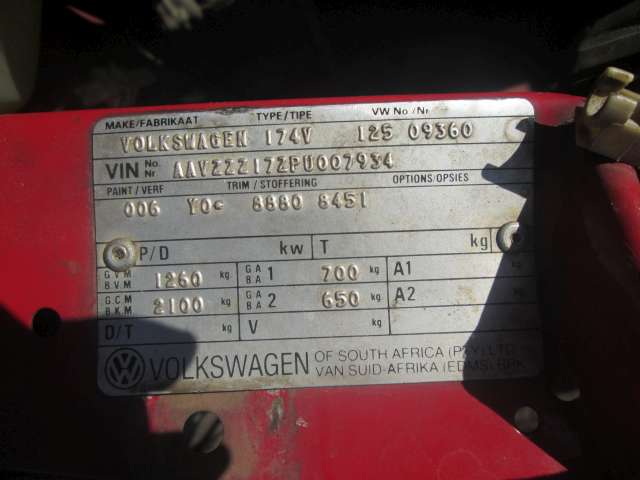 MAKE/FABRIKAAT TYPE/TIPE VW No/Nr
VOLKSWAGEN 174V 125 09360
VIN No. Nr. AAVZZZ17ZPU007934
PAINT/VERF TRIM/STOFFERING OPTIONS/OPSIES
006 Y0c 8880 8451
P/D kw T kg
G.V.M B.V.M 1260 kg GA BA 1 700 kg A1
G.C.M B.K.M 2100 kg GA BA 2 650 kg A2
D/T kg V kg
VOLKSWAGEN OF SOUTH AFRICA (PTY) LTD
VAN SUID-AFRIKA (EDMS) BPK